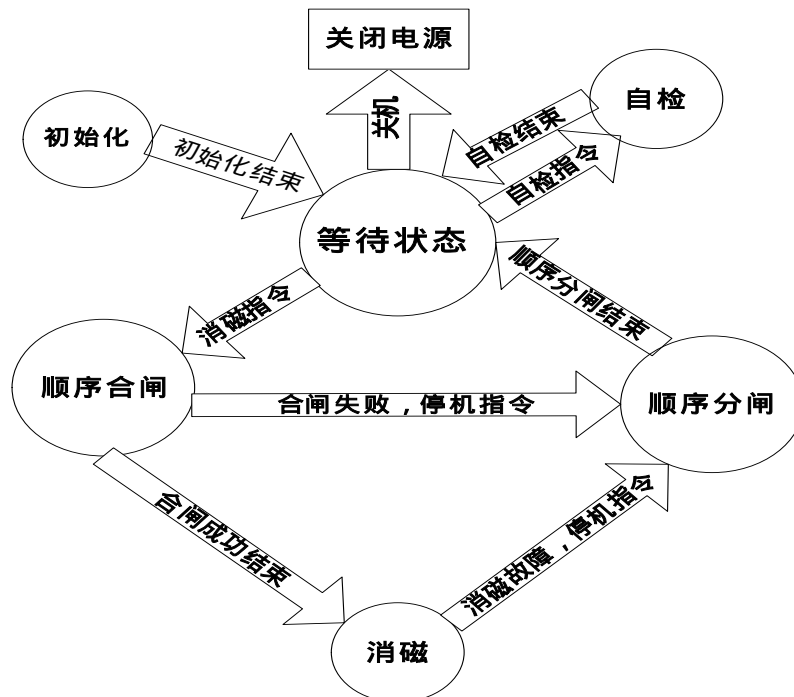 关闭电源
自检
初始化
关机
自检结束
初始化结束
自检指令
等待状态
顺序分闸结束
消磁指令
顺序合闸
合闸失败，停机指令
顺序分闸
合闸成功结束
消磁故障，停机指令
消磁